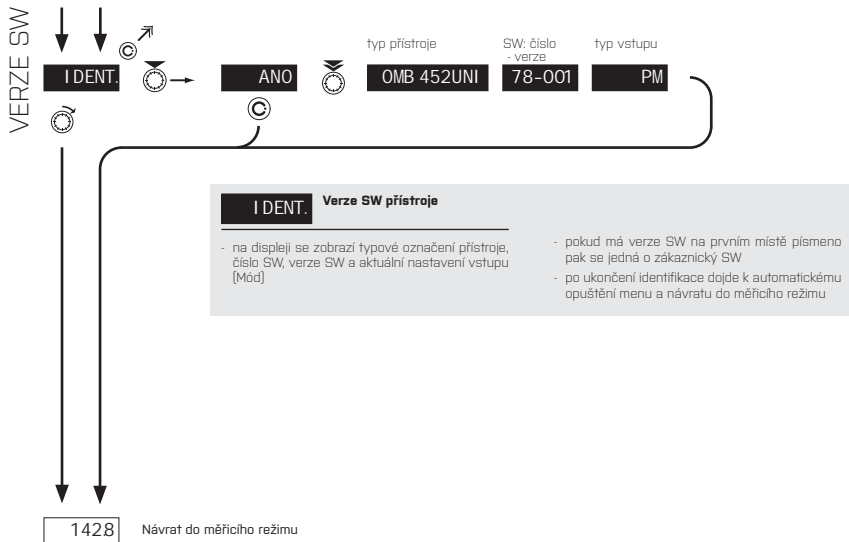 VERZE SW
typ přístroje
SW: číslo
- verze
typ vstupu
IDENT.
ANO
OMB 452UNI
78-001
PM
IDENT.
Verze SW přístroje
- na displeji se zobrazí typové označení přístroje,
číslo SW, verze SW a aktuální nastavení vstupu
(Mód)
- pokud má verze SW na prvním místě písmeno
pak se jedná o zákaznický SW
- po ukončení identifikace dojde k automatickému
opuštění menu a návratu do měřicího režimu
1428
Návrat do měřicího režimu